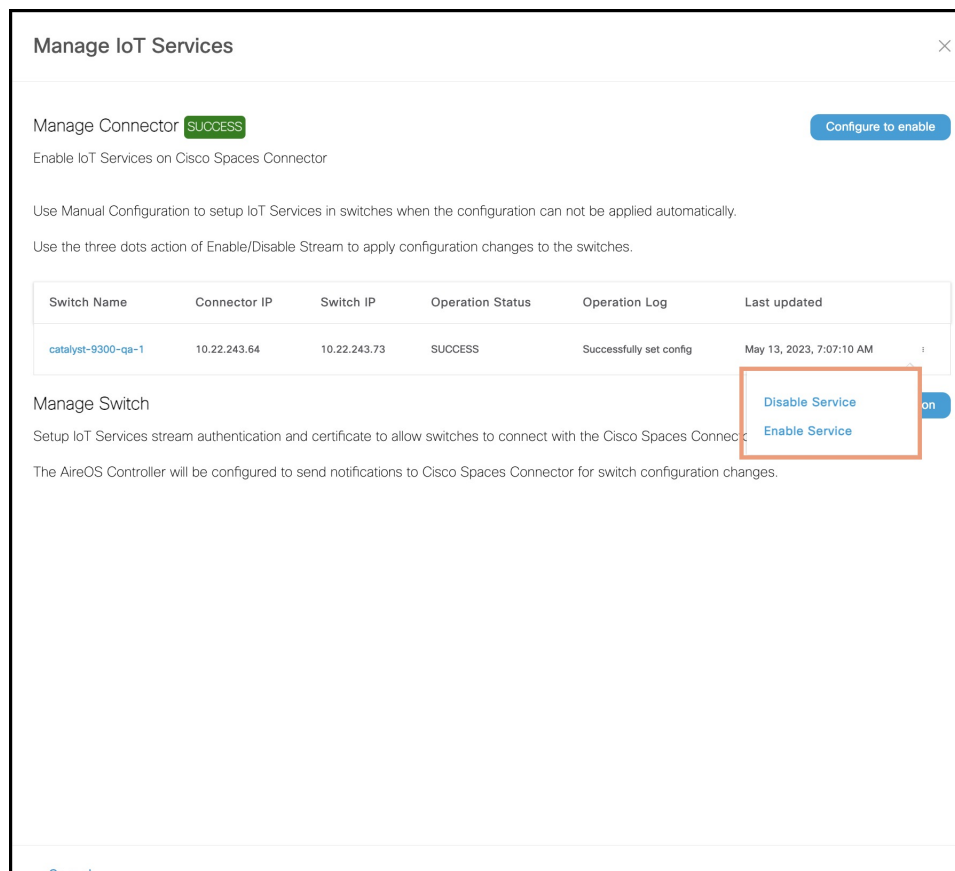 Manage IoT Services
Manage Connector SUCCESS
Configure to enable
Enable IoT Services on Cisco Spaces Connector
Use Manual Configuration to setup IoT Services in switches when the configuration can not be applied automatically.
Use the three dots action of Enable/Disable Stream to apply configuration changes to the switches.
Switch Name Connector IP Switch IP Operation Status Operation Log Last updated
catalyst-9300-qa-1 10.22.243.64 10.22.243.73 SUCCESS Successfully set config May 13, 2023, 7:07:10 AM
Manage Switch
on
Disable Service
Enable Service
Setup IoT Services stream authentication and certificate to allow switches to connect with the Cisco Spaces Connec
The AireOS Controller will be configured to send notifications to Cisco Spaces Connector for switch configuration changes.